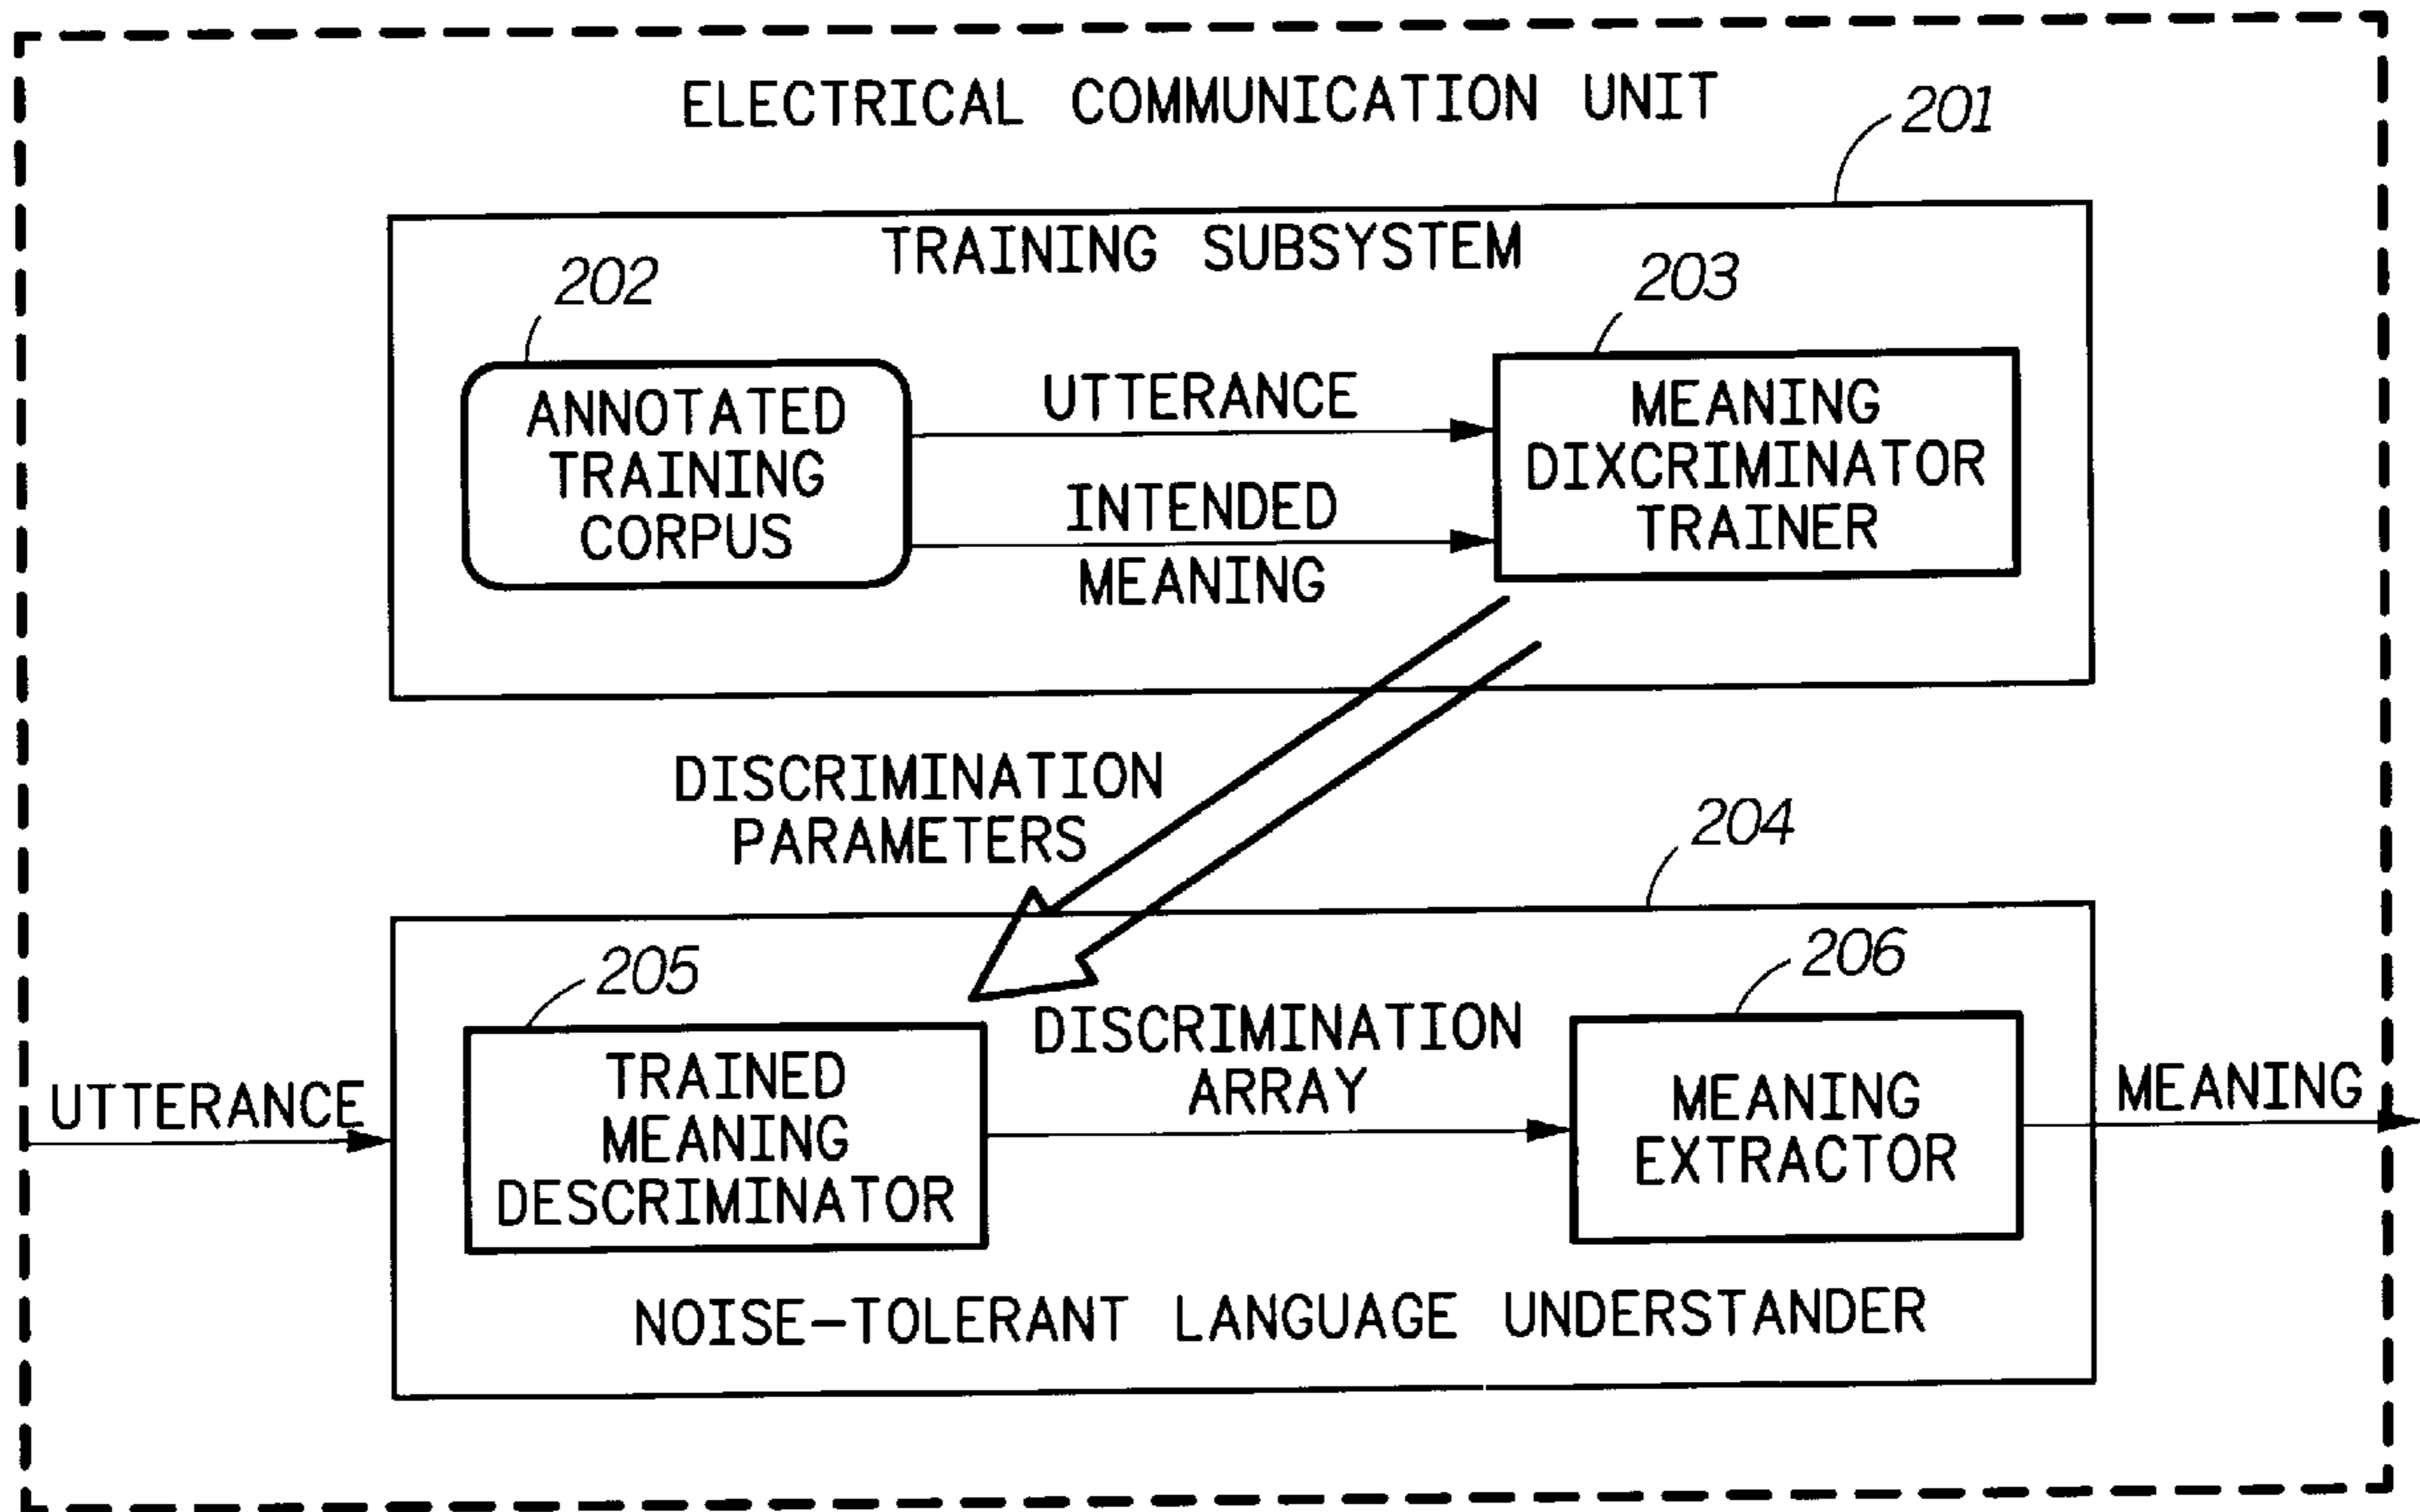 ELECTRICAL COMMUNICATION UNIT
201
TRAINING SUBSYSTEM
202
203
ANNOTATED
TRAINING
CORPUS
UTTERANCE
INTENDED
MEANING
MEANING
DIXCRIMINATOR
TRAINER
DISCRIMINATION
PARAMETERS
204
205
206
UTTERANCE
TRAINED
MEANING
DESCRIMINATOR
DISCRIMINATION
ARRAY
MEANING
EXTRACTOR
MEANING
NOISE-TOLERANT LANGUAGE UNDERSTANDER